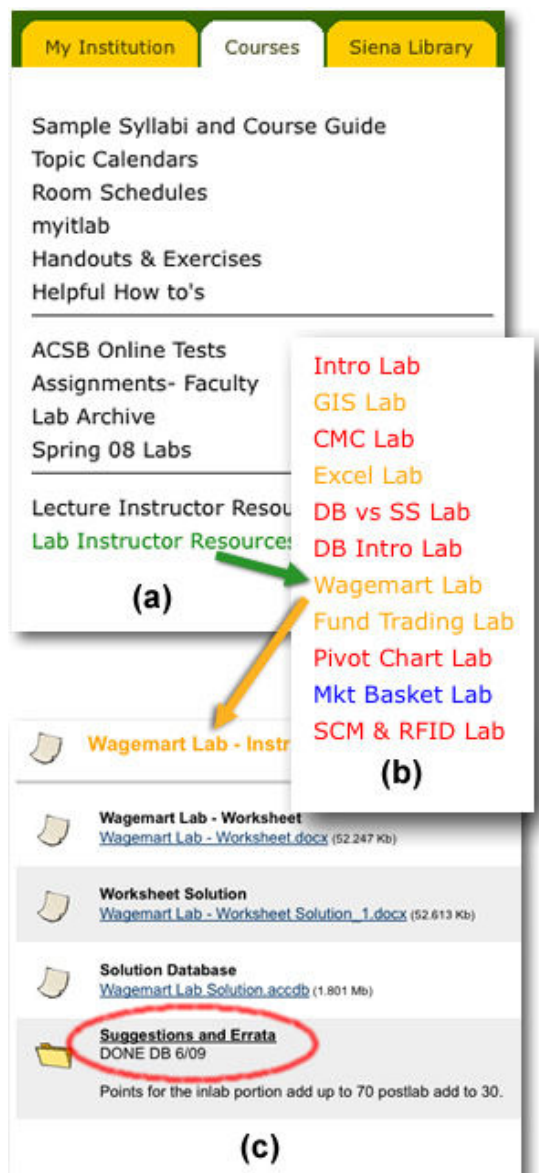 My Institution Courses Siena Library
Sample Syllabi and Course Guide
Topic Calendars
Room Schedules
myitlab
Handouts & Exercises
Helpful How to's
ACSB Online Tests
Assignments- Faculty
Lab Archive
Spring 08 Labs
Lecture Instructor Resou
Lab Instructor Resources
(a)
Intro Lab
GIS Lab
CMC Lab
Excel Lab
DB vs SS Lab
DB Intro Lab
Wagemart Lab
Fund Trading Lab
Pivot Chart Lab
Mkt Basket Lab
SCM & RFID Lab
(b)
Wagemart Lab - Instr
Wagemart Lab - Worksheet
Wagemart Lab - Worksheet.docx (52.247 Kb)
Worksheet Solution
Wagemart Lab - Worksheet Solution_1.docx (52.613 Kb)
Solution Database
Wagemart Lab Solution.accdb (1.801 Mb)
Suggestions and Errata
DONE DB 6/09
Points for the inlab portion add up to 70 postlab add to 30.
(c)